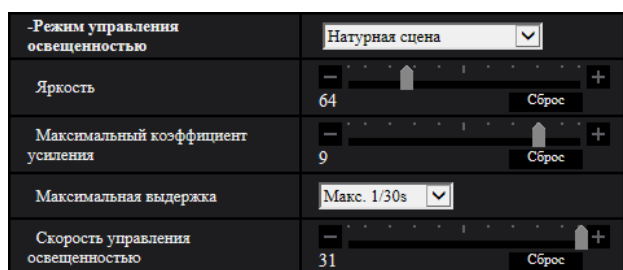 -Режим управления
освещенностью
Натурная сцена
Яркость
64
Сброс
Максимальный коэффициент
усиления
9
Сброс
Максимальная выдержка
Макс. 1/30s
Скорость управления
освещенностью
31
Сброс